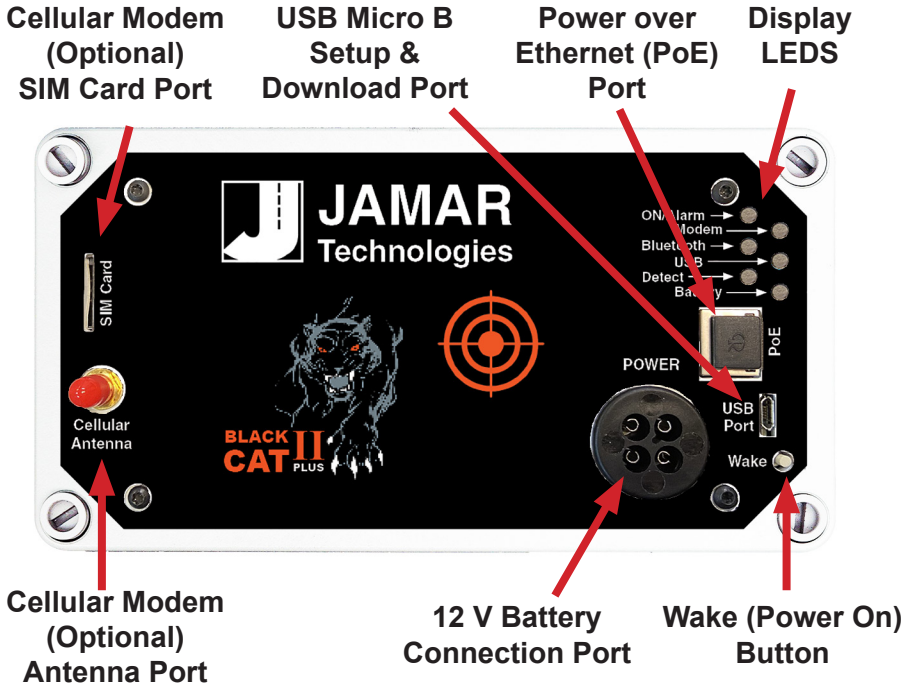 Cellular Modem
(Optional)
SIM Card Port
USB Micro B
Setup &
Download Port
Power over
Ethernet (PoE)
Port
Display
LEDS
JAMAR
Technologies
ON/Alarm
Modem
Bluetooth
USB
Detect
Battery
SIM Card
PoE
POWER
USB
Port
Cellular
Antenna
BLACK
CAT II
PLUS
Wake
Cellular Modem
(Optional)
Antenna Port
12 V Battery
Connection Port
Wake (Power On)
Button